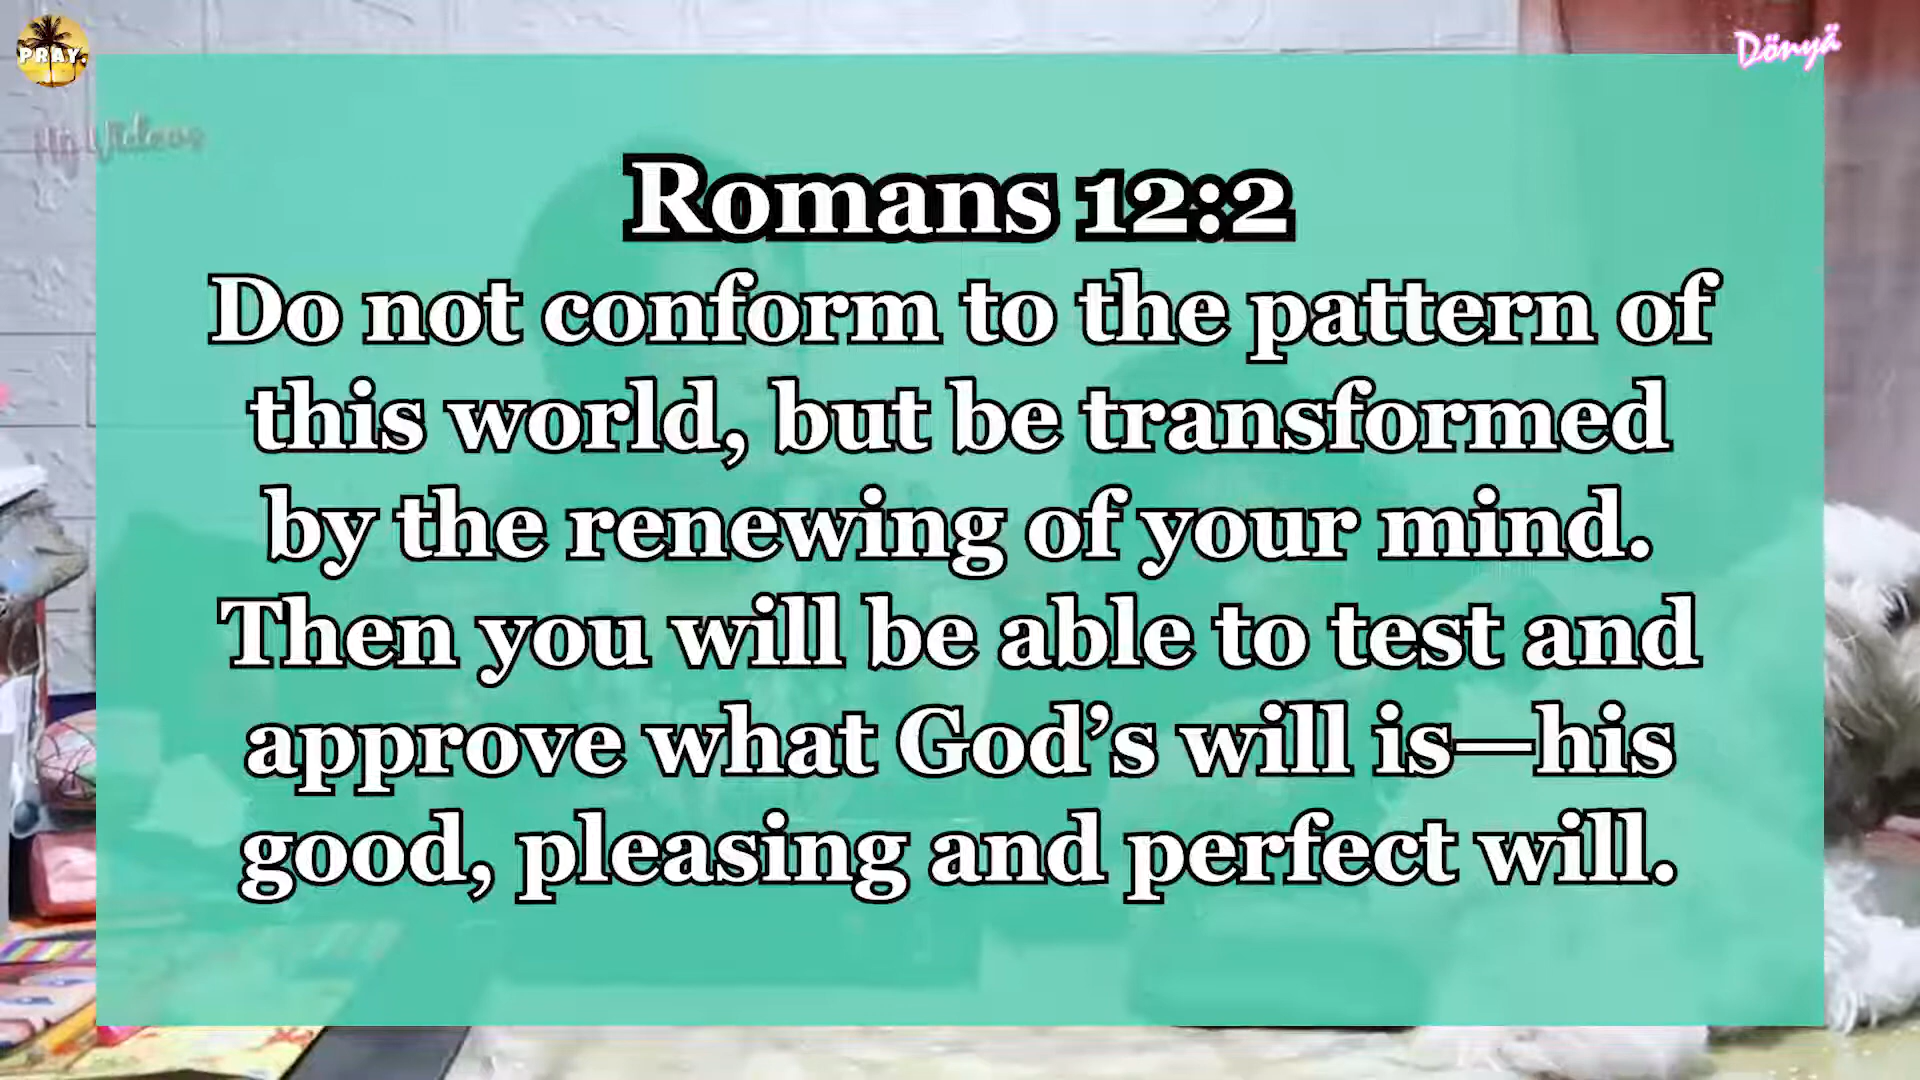 PRAY.
Dönyä
Videos
Romans 12:2
Do not conform to the pattern of
this world, but be transformed
by the renewing of your mind.
Then you will be able to test and
approve what God’s will is—his
good, pleasing and perfect will.